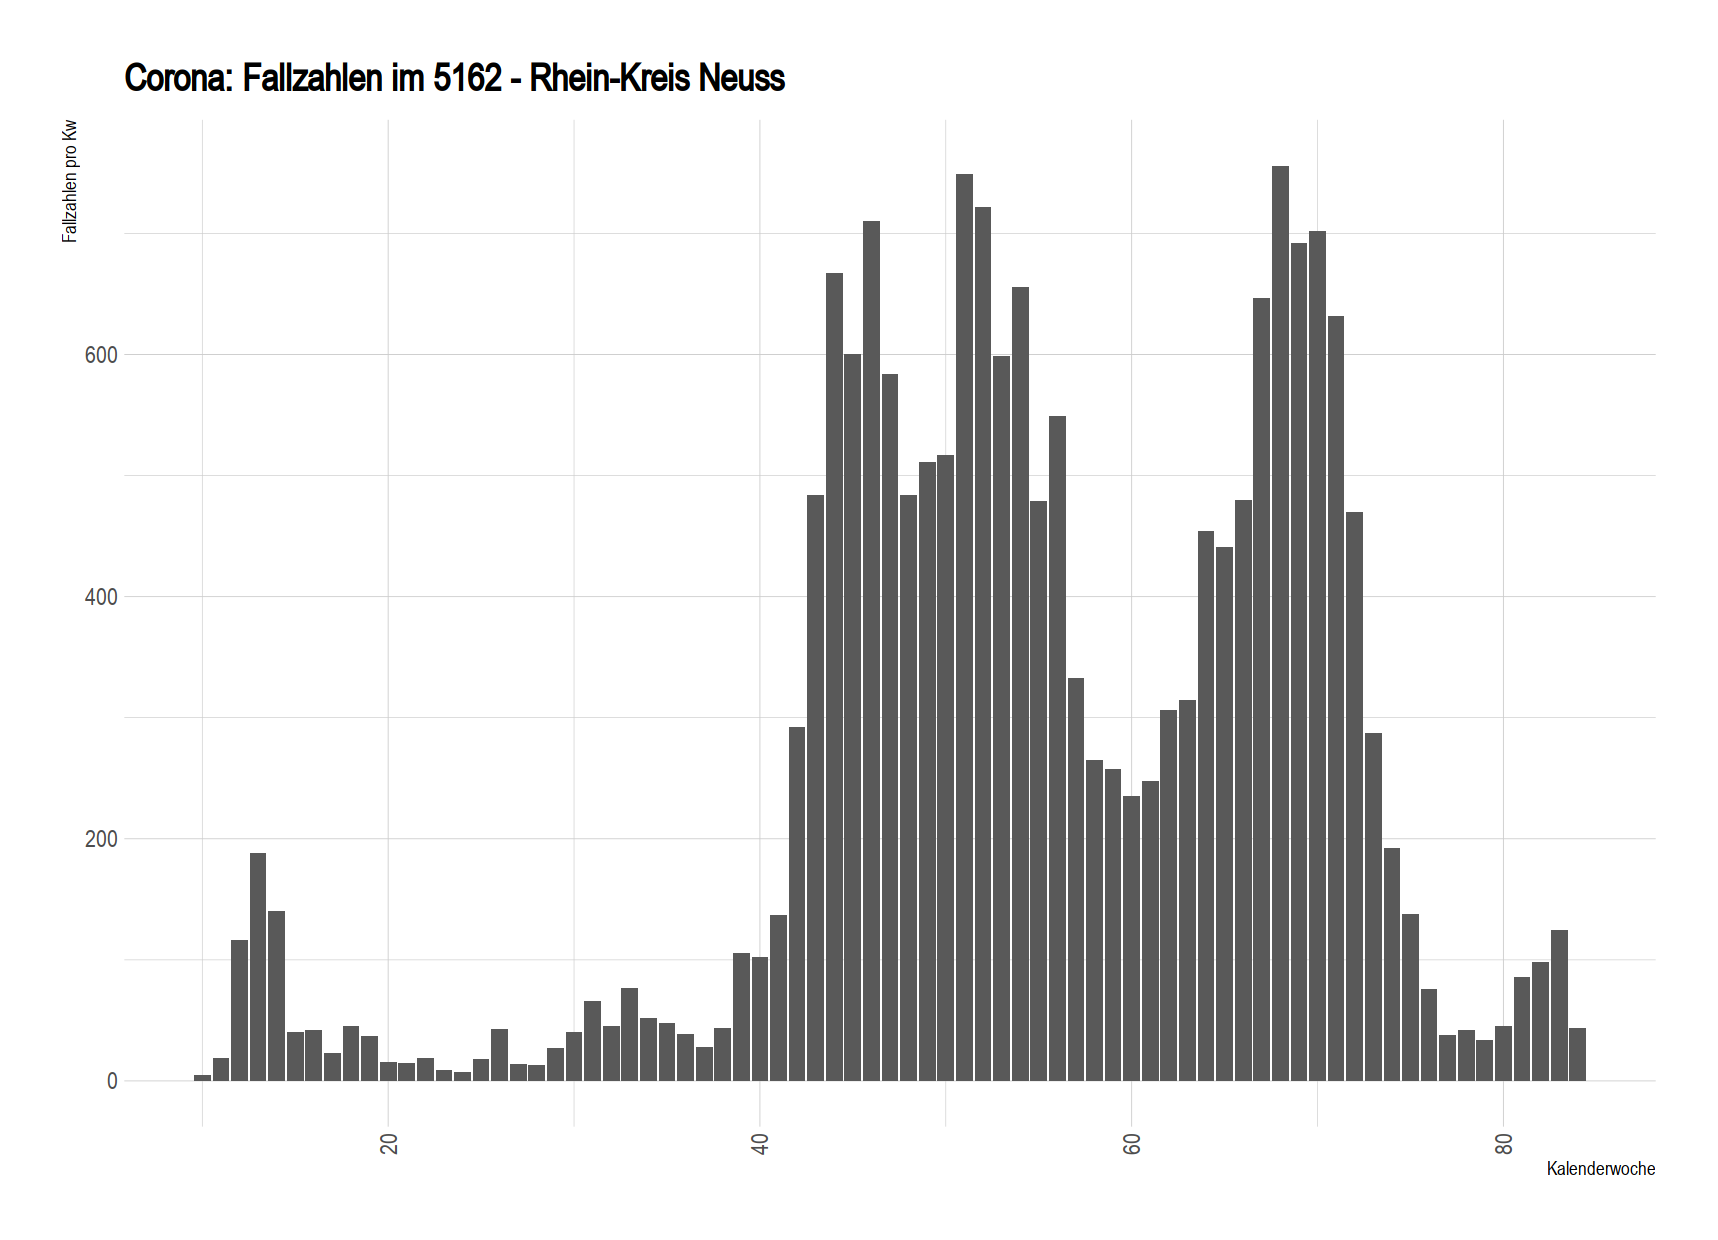 Corona: Fallzahlen im 5162 - Rhein-Kreis Neuss
Fallzahlen pro Kw
600
400
200
0
20
40
60
80
Kalenderwoche